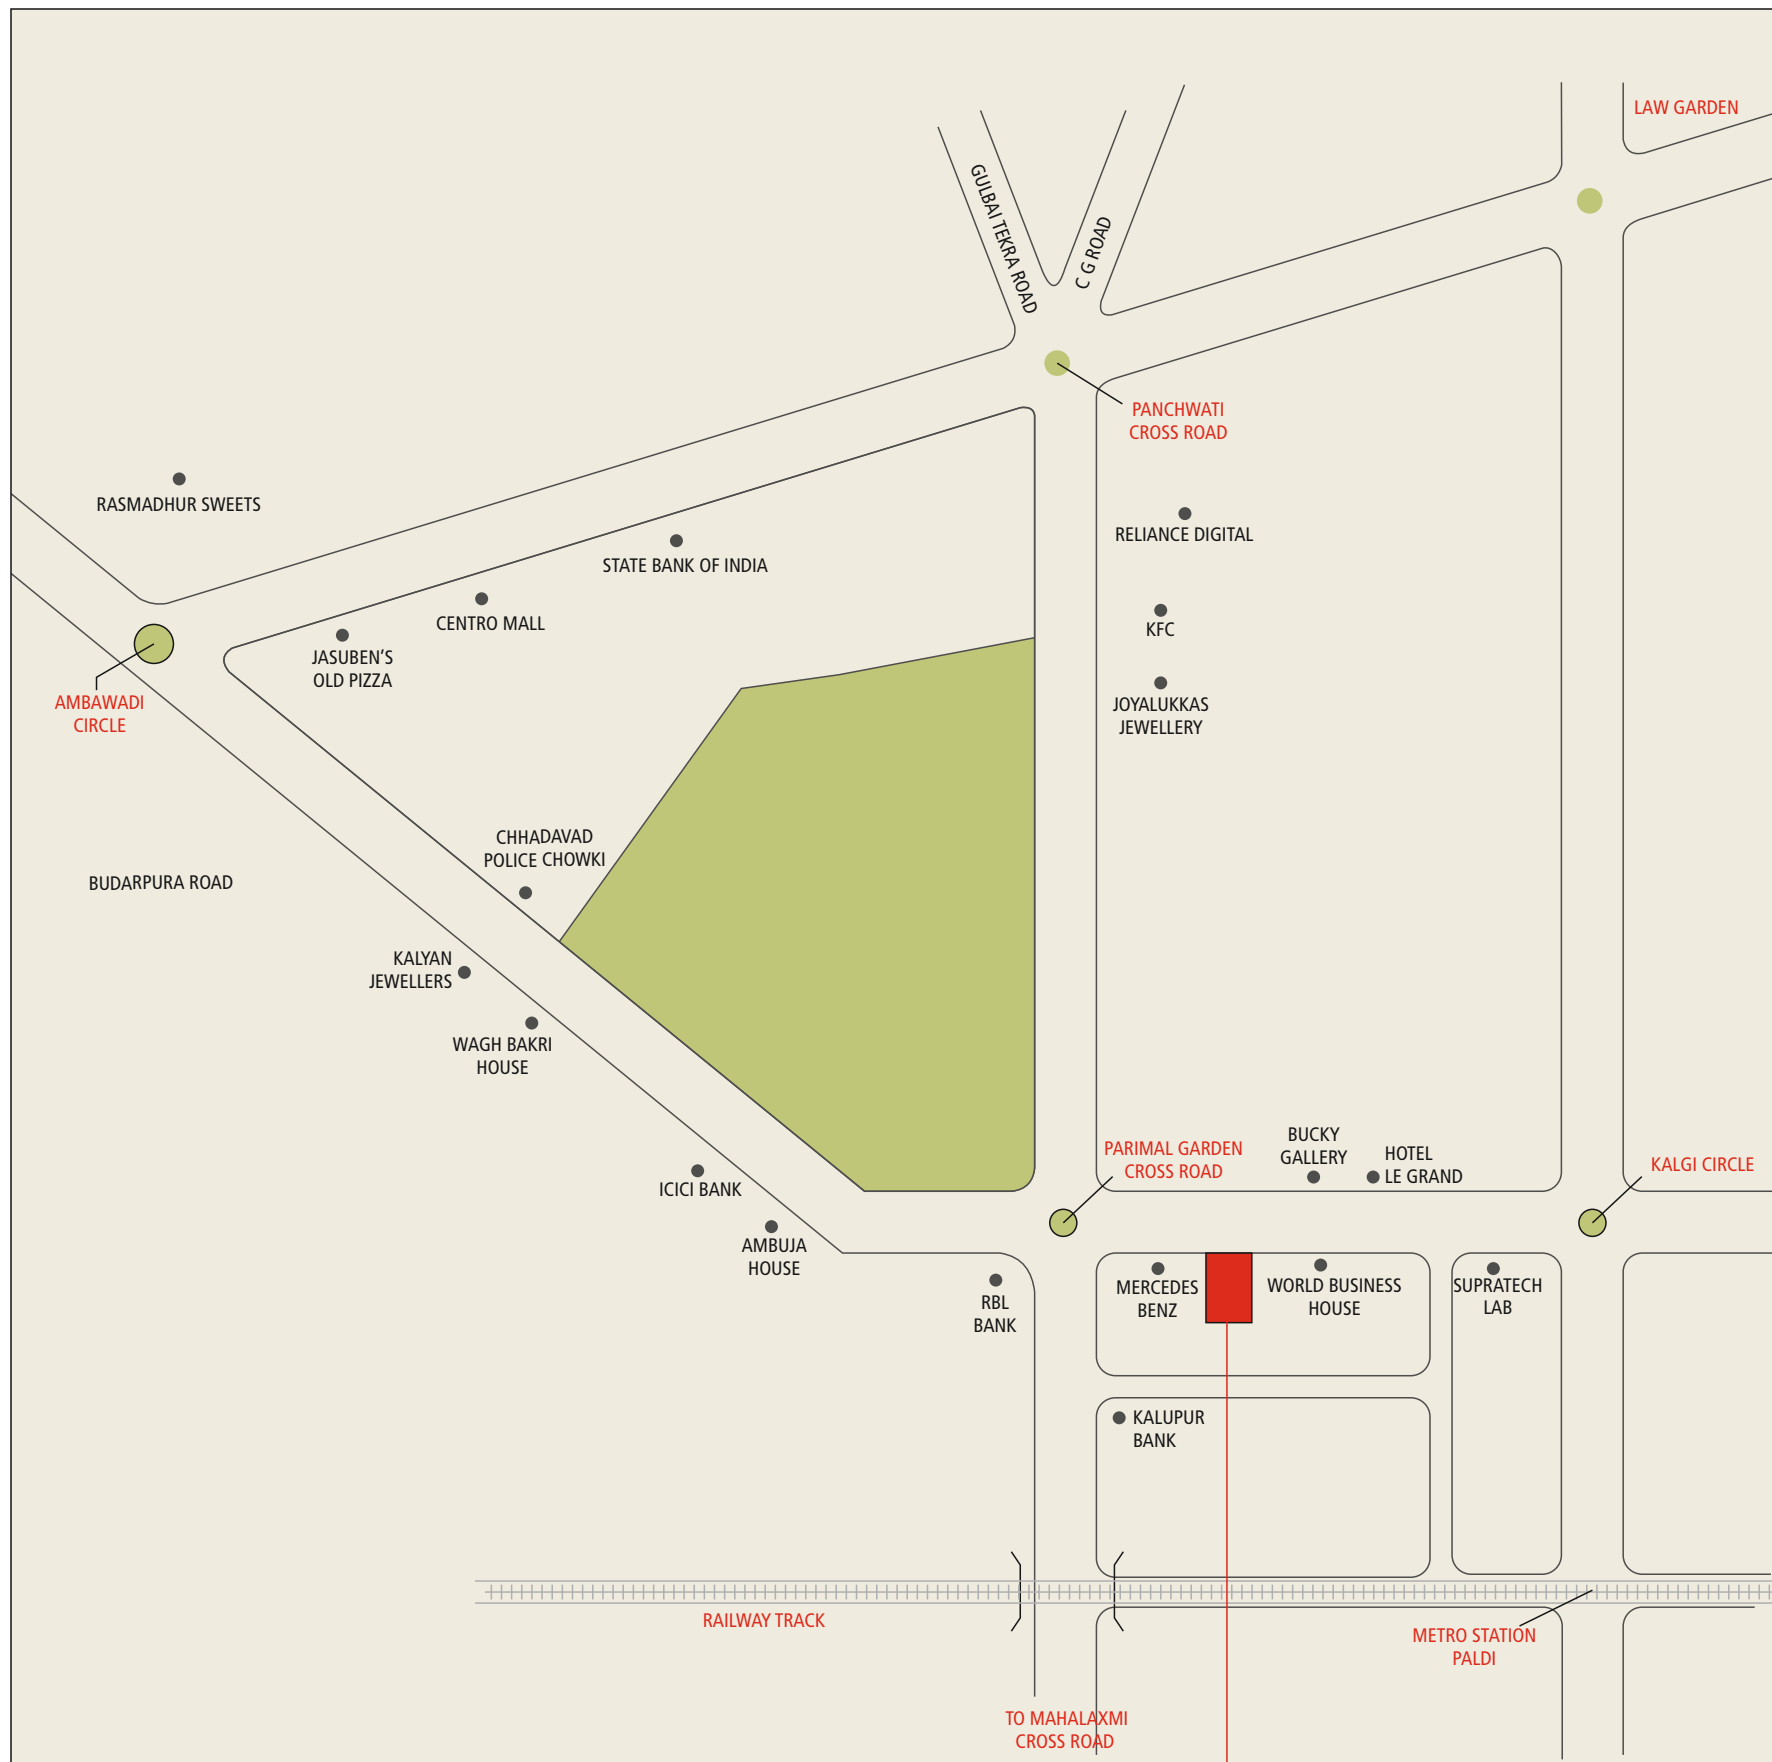 LAW GARDEN
GULBAI TEKRA ROAD
C G ROAD
PANCHWATI
CROSS ROAD
RASMADHUR SWEETS
RELIANCE DIGITAL
STATE BANK OF INDIA
CENTRO MALL
KFC
JASUBEN'S
OLD PIZZA
AMBAWADI
CIRCLE
JOYALUKKAS
JEWELLERY
CHHADAVAD
POLICE CHOWKI
BUDARPURA ROAD
KALYAN
JEWELLERS
WAGH BAKRI
HOUSE
PARIMAL GARDEN
CROSS ROAD
BUCKY
GALLERY
HOTEL
LE GRAND
KALGI CIRCLE
ICICI BANK
AMBUJA
HOUSE
RBL
BANK
MERCEDES
BENZ
WORLD BUSINESS
HOUSE
SUPRATECH
LAB
KALUPUR
BANK
RAILWAY TRACK
METRO STATION
PALDI
TO MAHALAXMI
CROSS ROAD